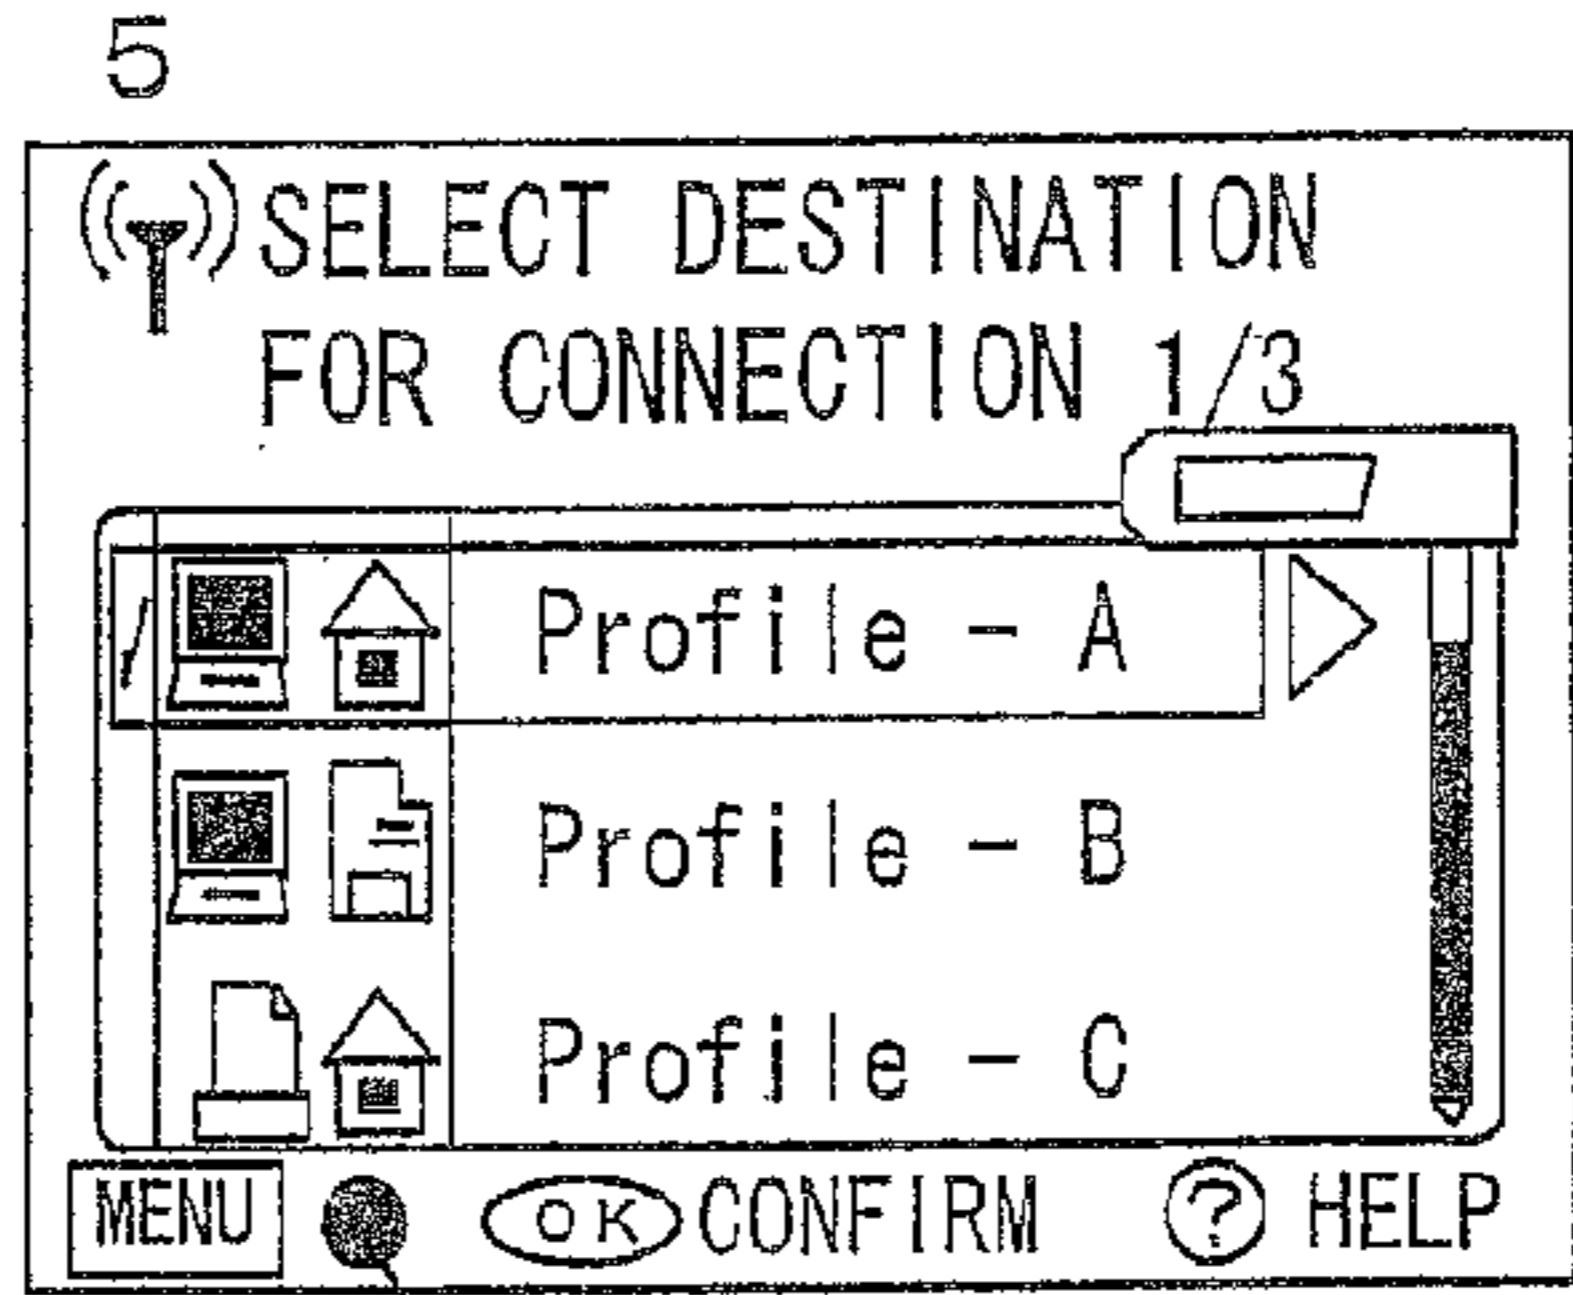 5
SELECT DESTINATION
FOR CONNECTION 1/3
Profile - A
Profile - B
Profile - C
MENU OK CONFIRM ? HELP